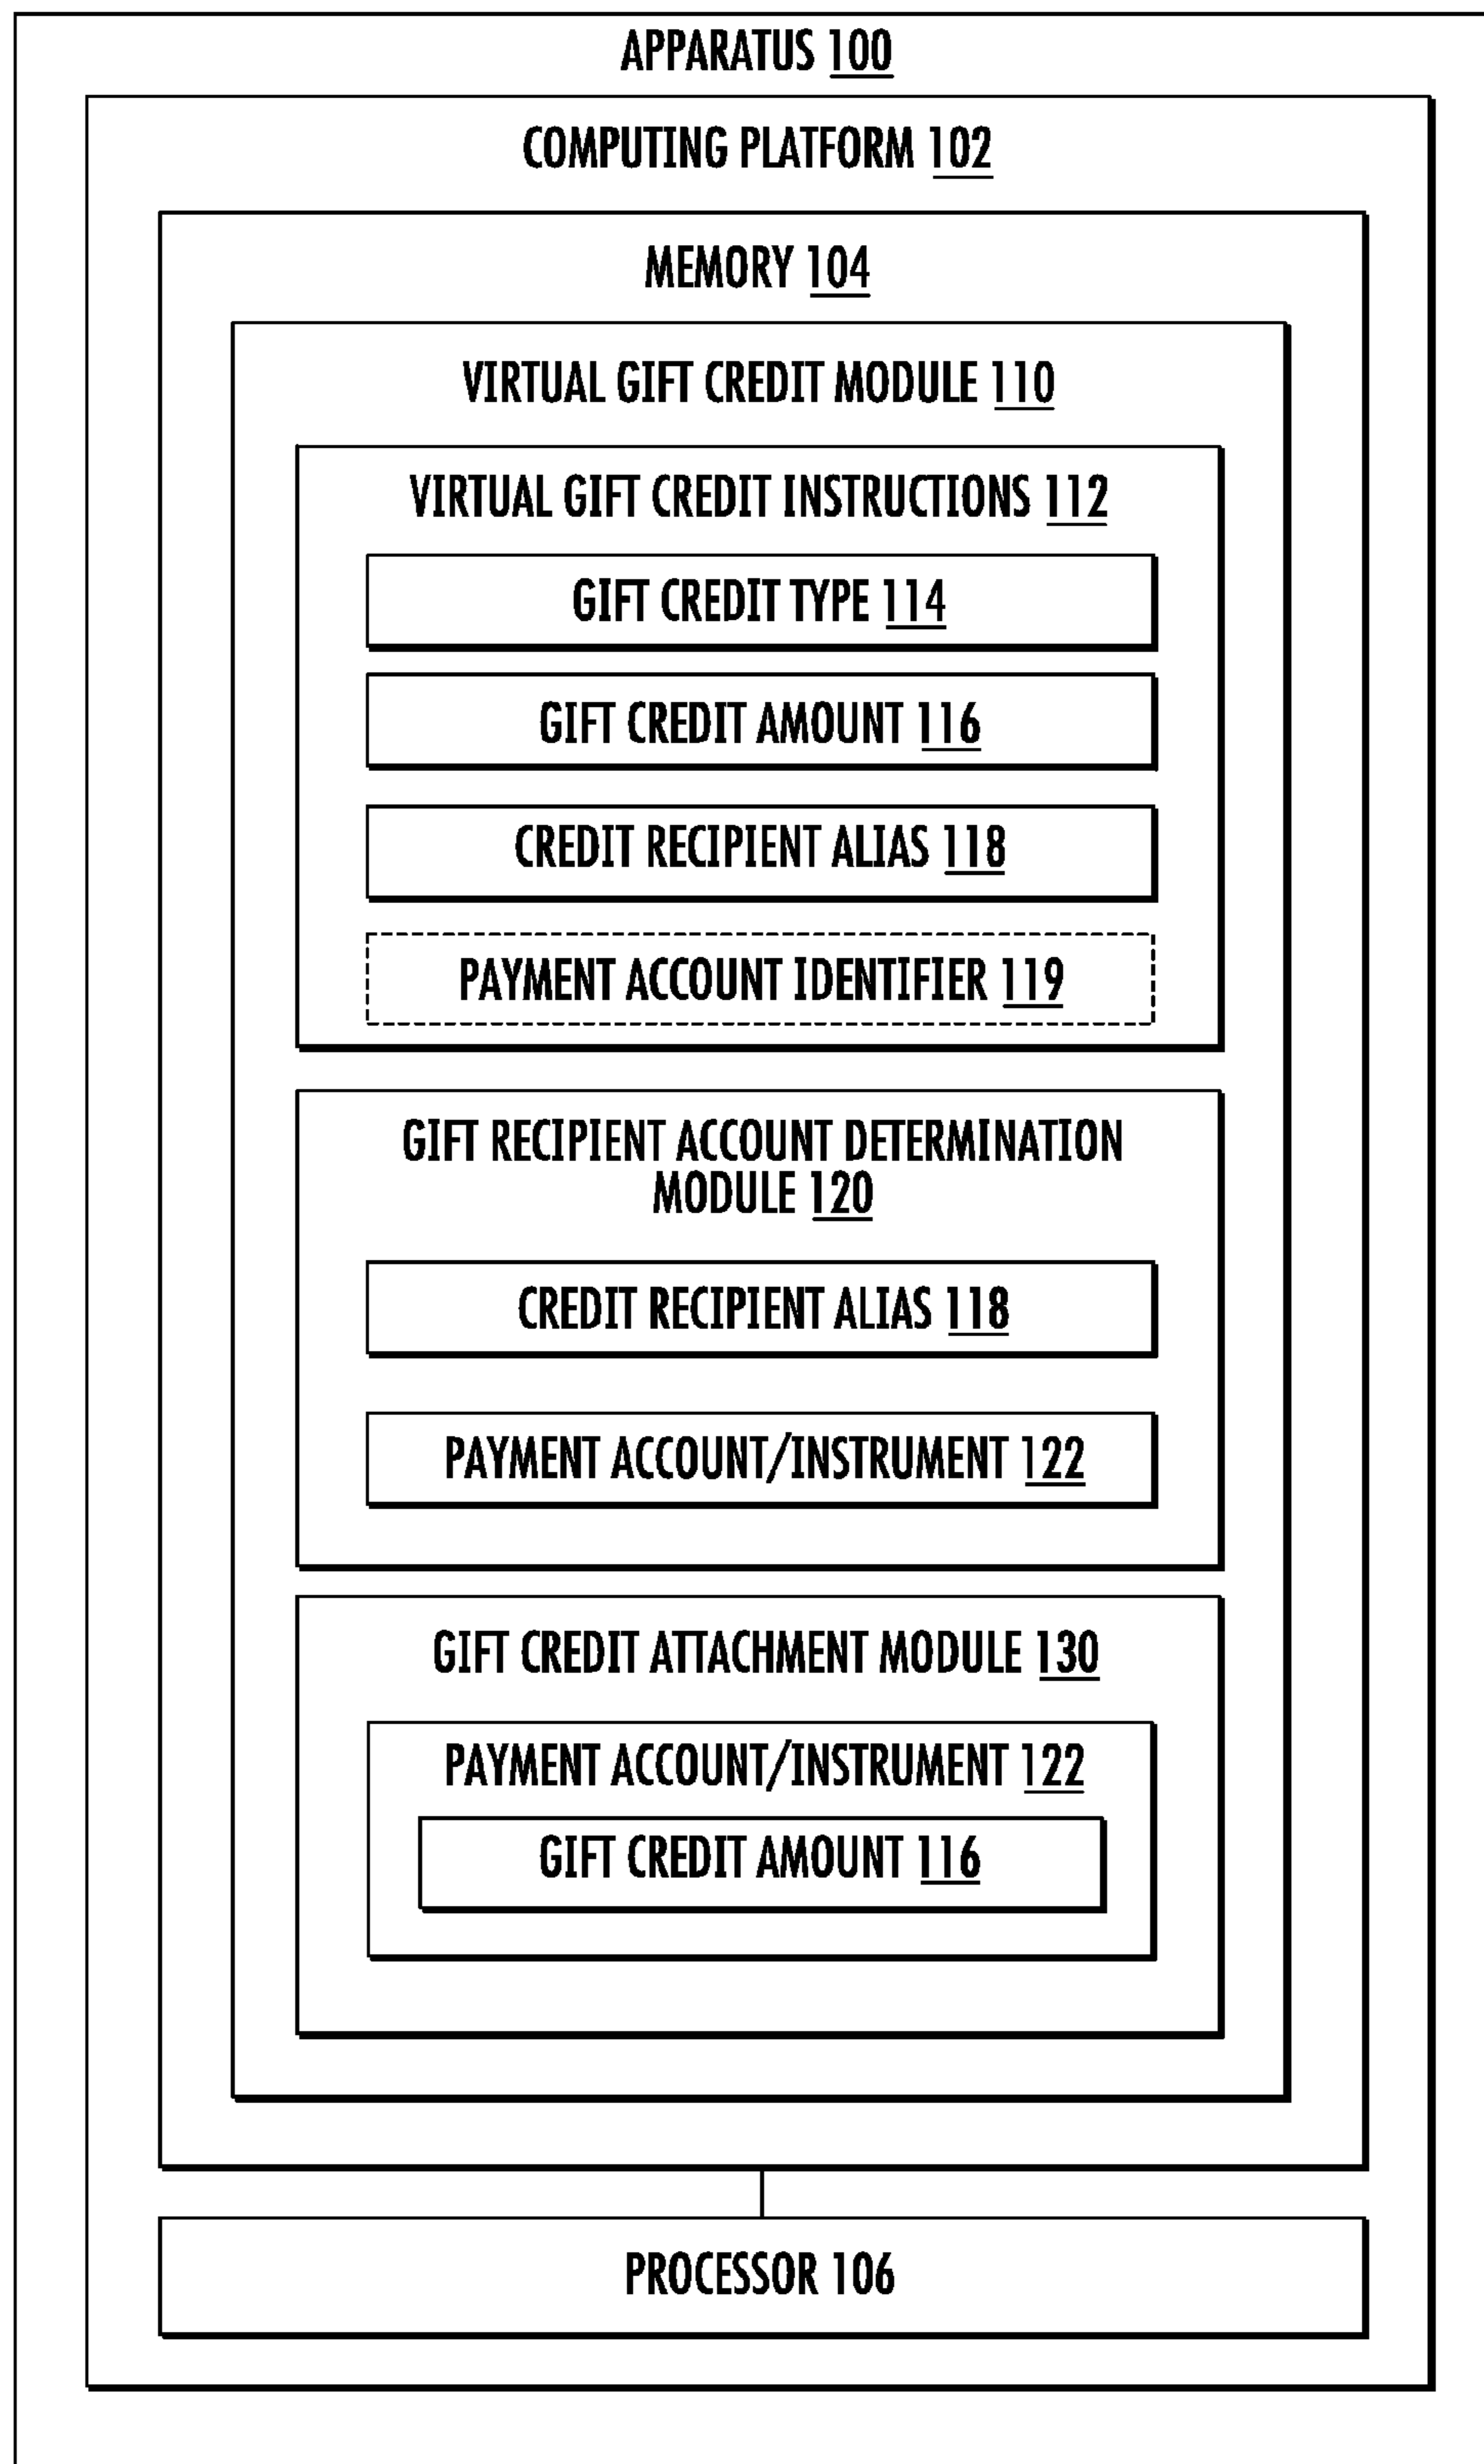 APPARATUS 100
COMPUTING PLATFORM 102
MEMORY 104
VIRTUAL GIFT CREDIT MODULE 110
VIRTUAL GIFT CREDIT INSTRUCTIONS 112
GIFT CREDIT TYPE 114
GIFT CREDIT AMOUNT 116
CREDIT RECIPIENT ALIAS 118
PAYMENT ACCOUNT IDENTIFIER 119
GIFT RECIPIENT ACCOUNT DETERMINATION
MODULE 120
CREDIT RECIPIENT ALIAS 118
PAYMENT ACCOUNT/INSTRUMENT 122
GIFT CREDIT ATTACHMENT MODULE 130
PAYMENT ACCOUNT/INSTRUMENT 122
GIFT CREDIT AMOUNT 116
PROCESSOR 106